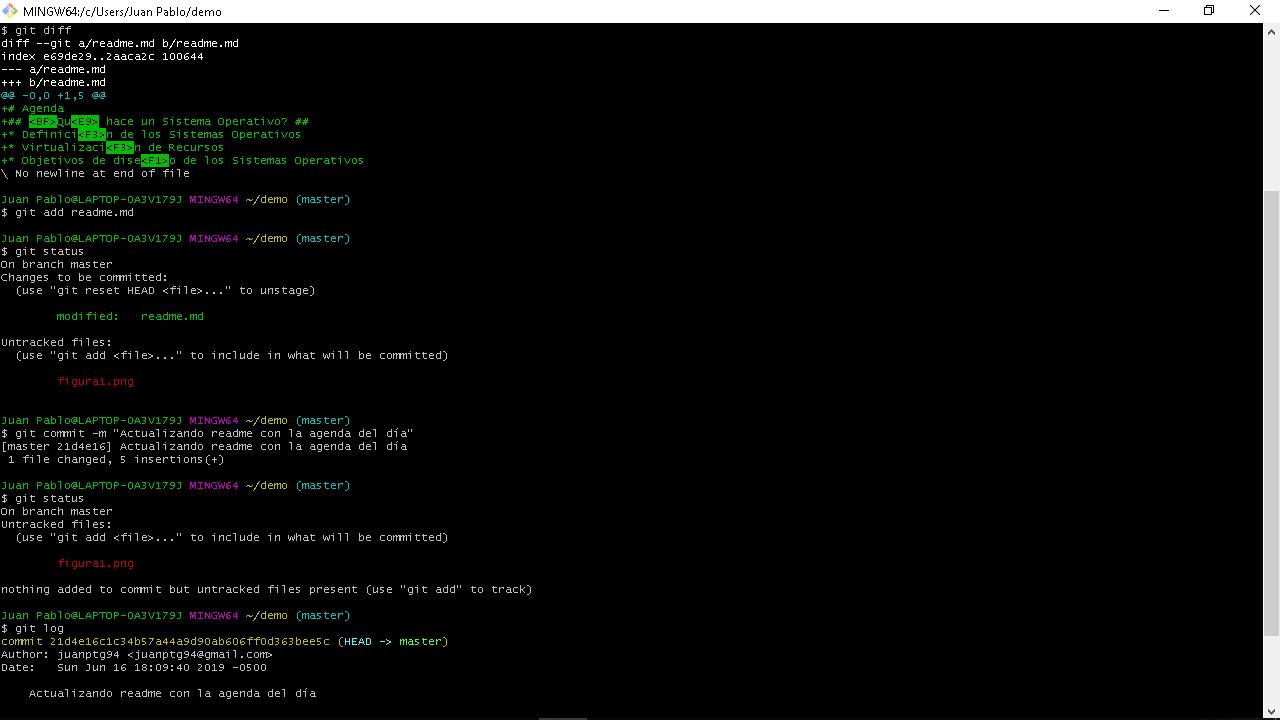 MINGW64:/c/Users/Juan Pablo/demo
$ git diff
diff --git a/readme.md b/readme.md
index e69de29..2aaca2c 100644
--- a/readme.md
+++ b/readme.md
@@ -0,0 +1,5 @@
+# Agenda
+## <BF>Qu<E9> hace un Sistema Operativo? ##
+* Definici<F3>n de los Sistemas Operativos
+* Virtualizaci<F3>n de Recursos
+* Objetivos de dise<F1>o de los Sistemas Operativos
\ No newline at end of file
Juan Pablo@LAPTOP-0A3V179J MINGW64 ~/demo (master)
$ git add readme.md
Juan Pablo@LAPTOP-0A3V179J MINGW64 ~/demo (master)
$ git status
On branch master
Changes to be committed:
  (use "git reset HEAD <file>..." to unstage)
        modified:   readme.md
Untracked files:
  (use "git add <file>..." to include in what will be committed)
        figura1.png
Juan Pablo@LAPTOP-0A3V179J MINGW64 ~/demo (master)
$ git commit -m "Actualizando readme con la agenda del día"
[master 21d4e16] Actualizando readme con la agenda del día
 1 file changed, 5 insertions(+)
Juan Pablo@LAPTOP-0A3V179J MINGW64 ~/demo (master)
$ git status
On branch master
Untracked files:
  (use "git add <file>..." to include in what will be committed)
        figura1.png
nothing added to commit but untracked files present (use "git add" to track)
Juan Pablo@LAPTOP-0A3V179J MINGW64 ~/demo (master)
$ git log
commit 21d4e16c1c34b57a44a9d90ab606ff0d363bee5c (HEAD -> master)
Author: juanptg94 <juanptg94@gmail.com>
Date:   Sun Jun 16 18:09:40 2019 -0500
    Actualizando readme con la agenda del día